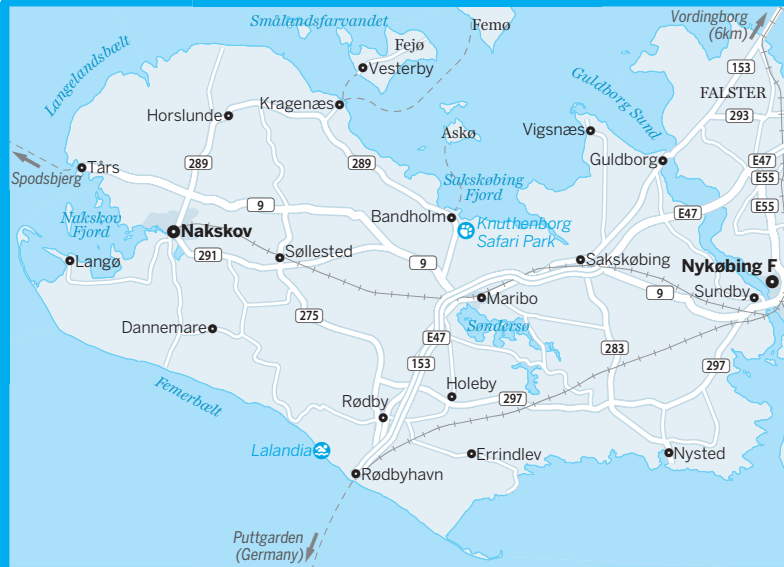 Vordingborg
(6km)
Smålandsfarvandet
Femø
Fejø
Vesterby
Langelandsbælt
153
FALSTER
Guldborg Sund
Kragenæs
Horslunde
293
Askø
Vigsnæs
289
289
Guldborg
E47
Tårs
Spodsbjerg
Sakskøbing
Fjord
E55
9
E55
Nakskov
Fjord
Bandholm
E47
Knuthenborg
Safari Park
Nakskov
291
Søllested
Langø
9
Sakskøbing
Nykøbing F
Sundby
9
Maribo
275
Dannemare
Søndersø
E47
283
153
297
Femerbælt
Holeby
297
Rødby
Lalandia
Errindlev
Nysted
Rødbyhavn
Puttgarden
(Germany)